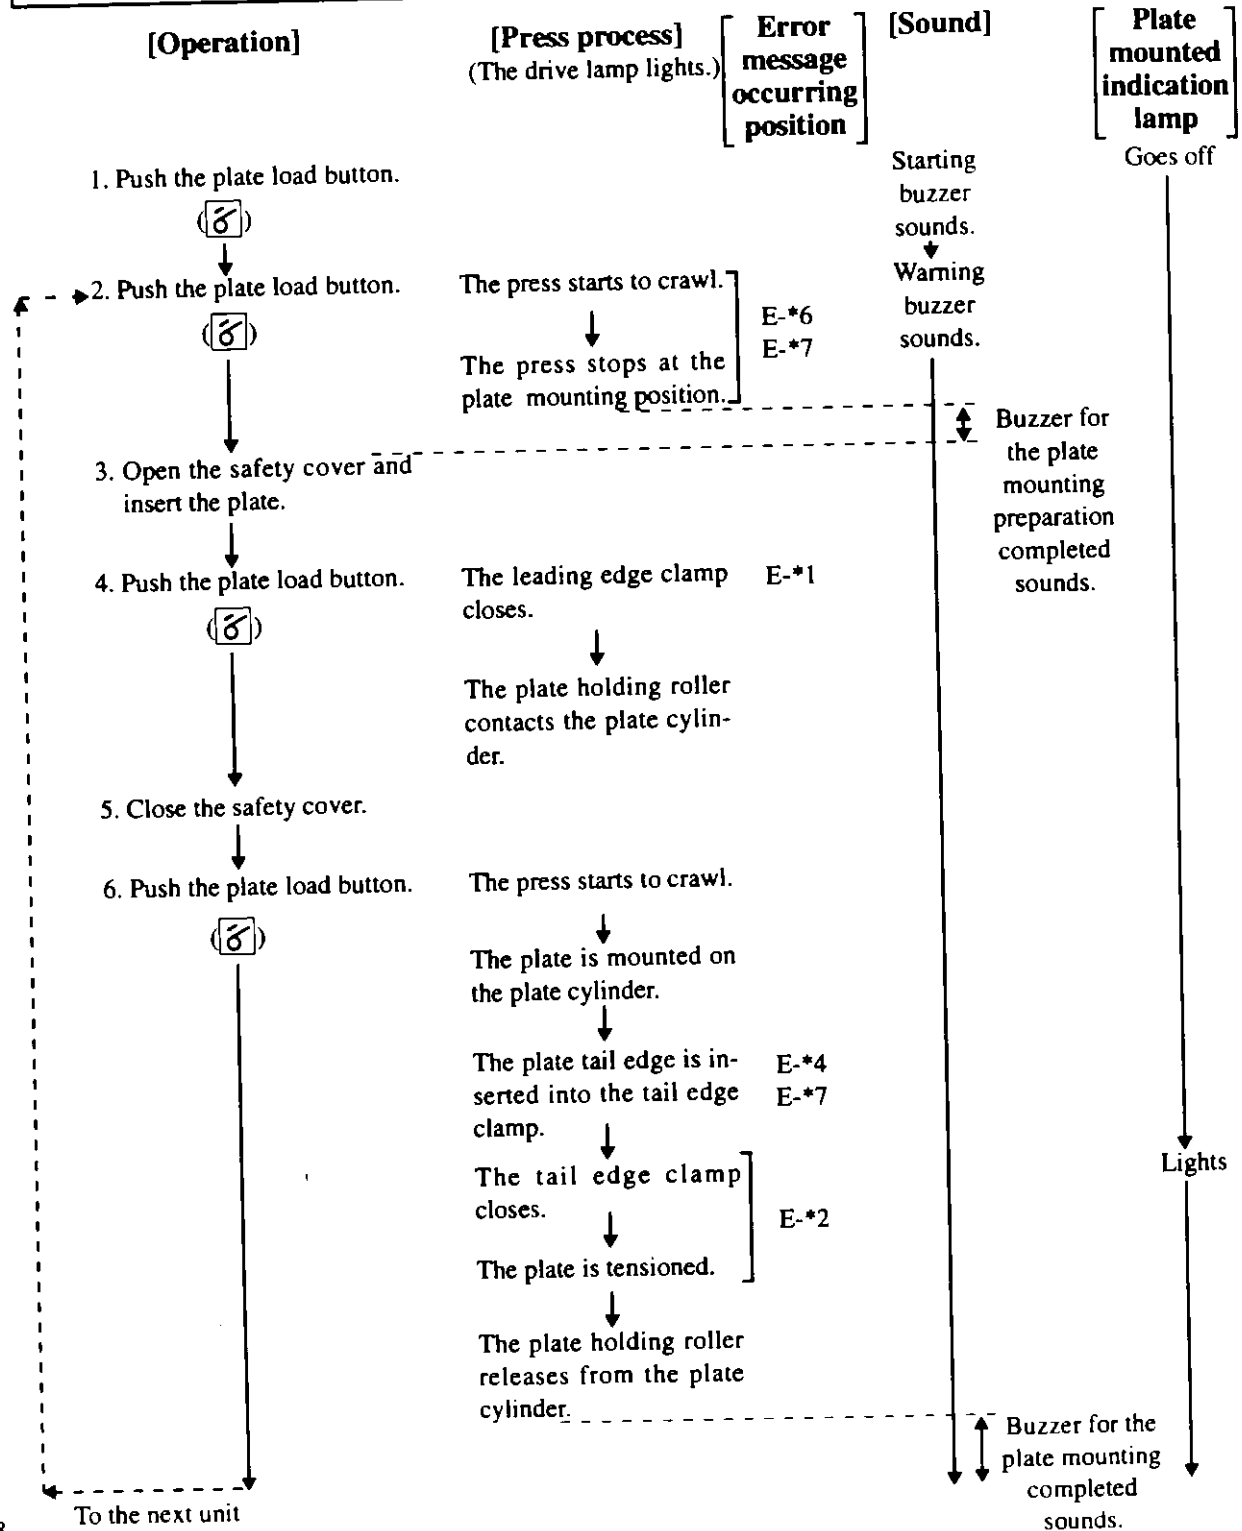 [Operation]
[Press process]
(The drive lamp lights.)
Error
message
occurring
position
[Sound]
Plate
mounted
indication
lamp
1. Push the plate load button.
Starting
buzzer
sounds.
Goes off
2. Push the plate load button.
The press starts to crawl.
The press stops at the
plate mounting position.
E-*6
E-*7
Warning
buzzer
sounds.
3. Open the safety cover and
insert the plate.
Buzzer for
the plate
mounting
preparation
completed
sounds.
4. Push the plate load button.
The leading edge clamp
closes.
E-*1
The plate holding roller
contacts the plate cylin-
der.
5. Close the safety cover.
6. Push the plate load button.
The press starts to crawl.
The plate is mounted on
the plate cylinder.
The plate tail edge is in-
serted into the tail edge
clamp.
E-*4
E-*7
Lights
The tail edge clamp
closes.
E-*2
The plate is tensioned.
The plate holding roller
releases from the plate
cylinder.
Buzzer for the
plate mounting
completed
sounds.
To the next unit